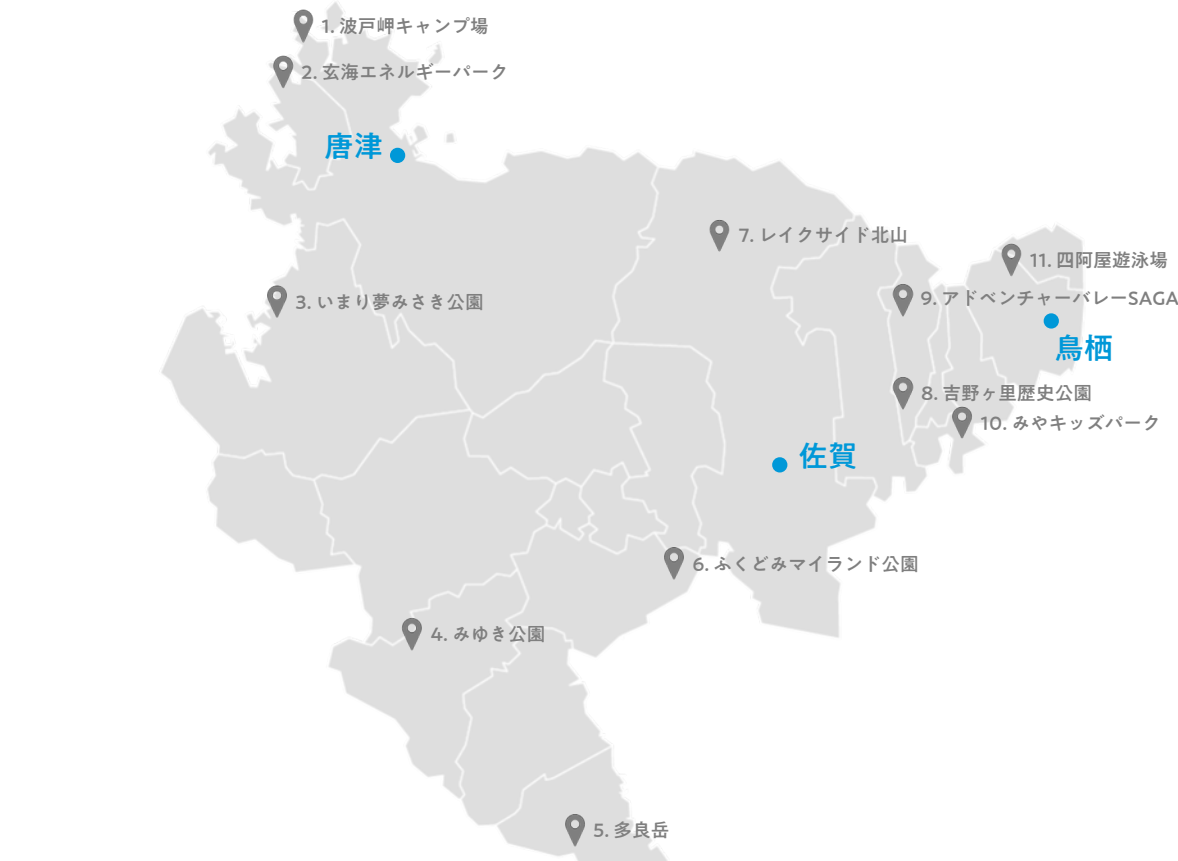 1. 波戸岬キャンプ場
2. 玄海エネルギーパーク
唐津
7. レイクサイド北山
11. 四阿屋遊泳場
3. いまり夢みさき公園
9. アドベンチャーバレーSAGA
鳥栖
8. 吉野ヶ里歴史公園
10. みやキッズパーク
佐賀
6. ふくどみマイランド公園
4. みゆき公園
5. 多良岳